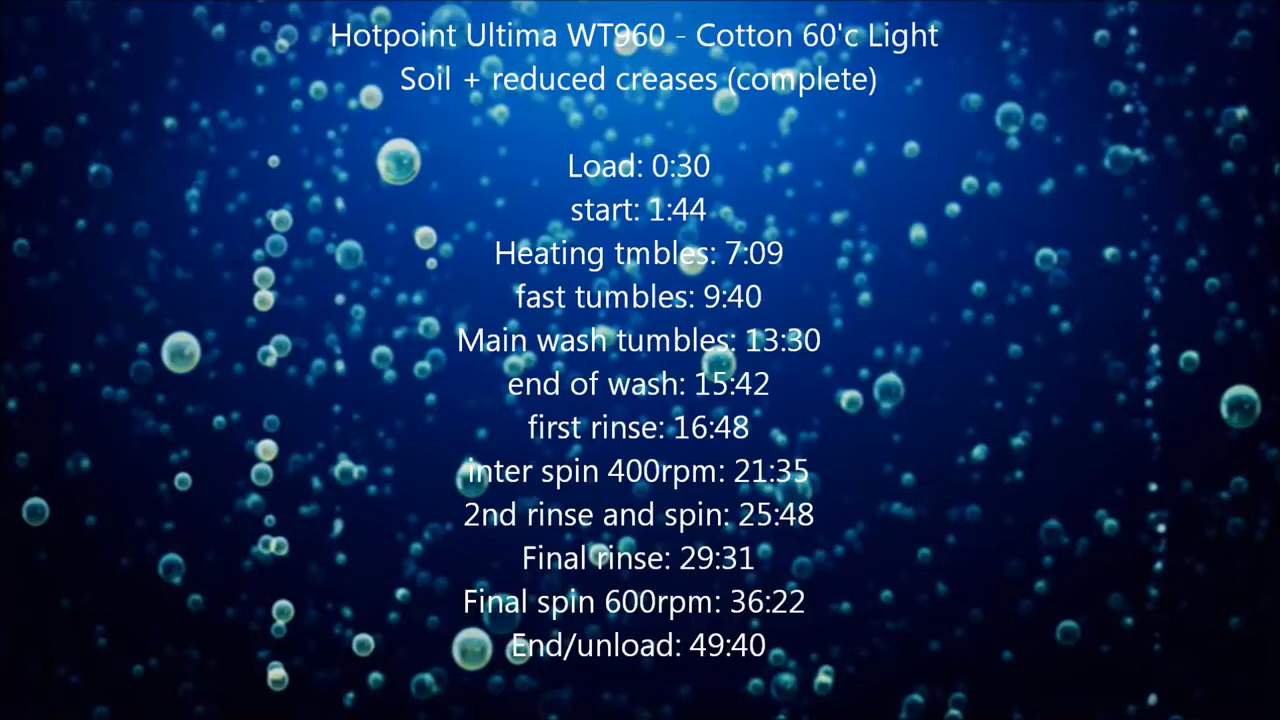 Hotpoint Ultima WT960 - Cotton 60'c Light
Soil + reduced creases (complete)
Load: 0:30
start: 1:44
Heating tmbles: 7:09
fast tumbles: 9:40
Main wash tumbles: 13:30
end of wash: 15:42
first rinse: 16:48
inter spin 400rpm: 21:35
2nd rinse and spin: 25:48
Final rinse: 29:31
Final spin 600rpm: 36:22
End/unload: 49:40